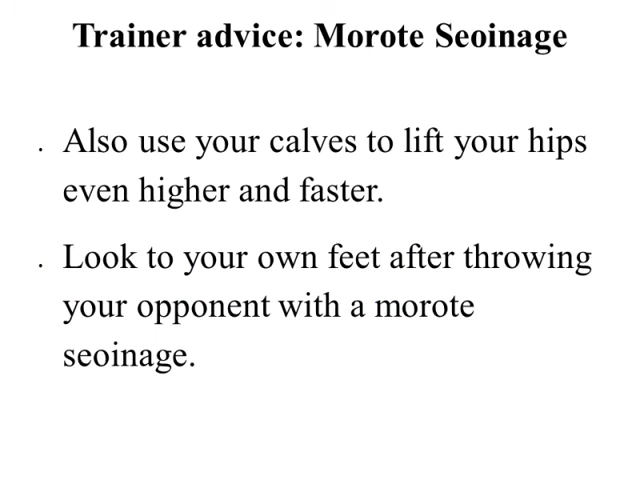 Trainer advice: Morote Seoinage
. Also use your calves to lift your hips
even higher and faster.
. Look to your own feet after throwing
your opponent with a morote
seoinage.